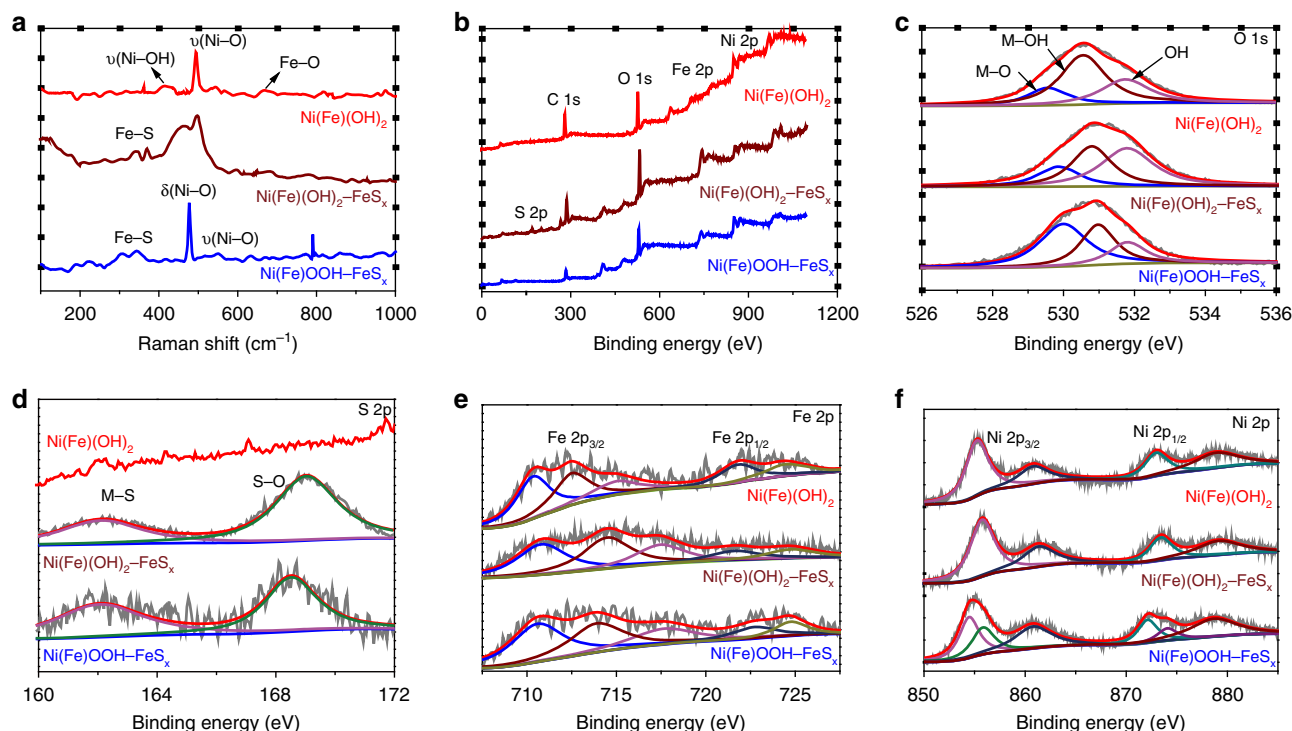 a
υ(Ni–O)
υ(Ni–OH)
Fe–O
Ni(Fe)(OH)₂
Fe–S
Ni(Fe)(OH)₂–FeSₓ
δ(Ni–O)
Fe–S
υ(Ni–O)
Ni(Fe)OOH–FeSₓ
200 400 600 800 1000
Raman shift (cm⁻¹)
b
Ni 2p
Fe 2p
O 1s
C 1s
Ni(Fe)(OH)₂
S 2p
Ni(Fe)(OH)₂–FeSₓ
Ni(Fe)OOH–FeSₓ
0 300 600 900 1200
Binding energy (eV)
c
O 1s
M–OH
OH
M–O
Ni(Fe)(OH)₂
Ni(Fe)(OH)₂–FeSₓ
Ni(Fe)OOH–FeSₓ
526 528 530 532 534 536
Binding energy (eV)
d
S 2p
Ni(Fe)(OH)₂
M–S
S–O
Ni(Fe)(OH)₂–FeSₓ
Ni(Fe)OOH–FeSₓ
160 164 168 172
Binding energy (eV)
e
Fe 2p
Fe 2p₃/₂
Fe 2p₁/₂
Ni(Fe)(OH)₂
Ni(Fe)(OH)₂–FeSₓ
Ni(Fe)OOH–FeSₓ
710 715 720 725
Binding energy (eV)
f
Ni 2p
Ni 2p₃/₂
Ni 2p₁/₂
Ni(Fe)(OH)₂
Ni(Fe)(OH)₂–FeSₓ
Ni(Fe)OOH–FeSₓ
850 860 870 880
Binding energy (eV)